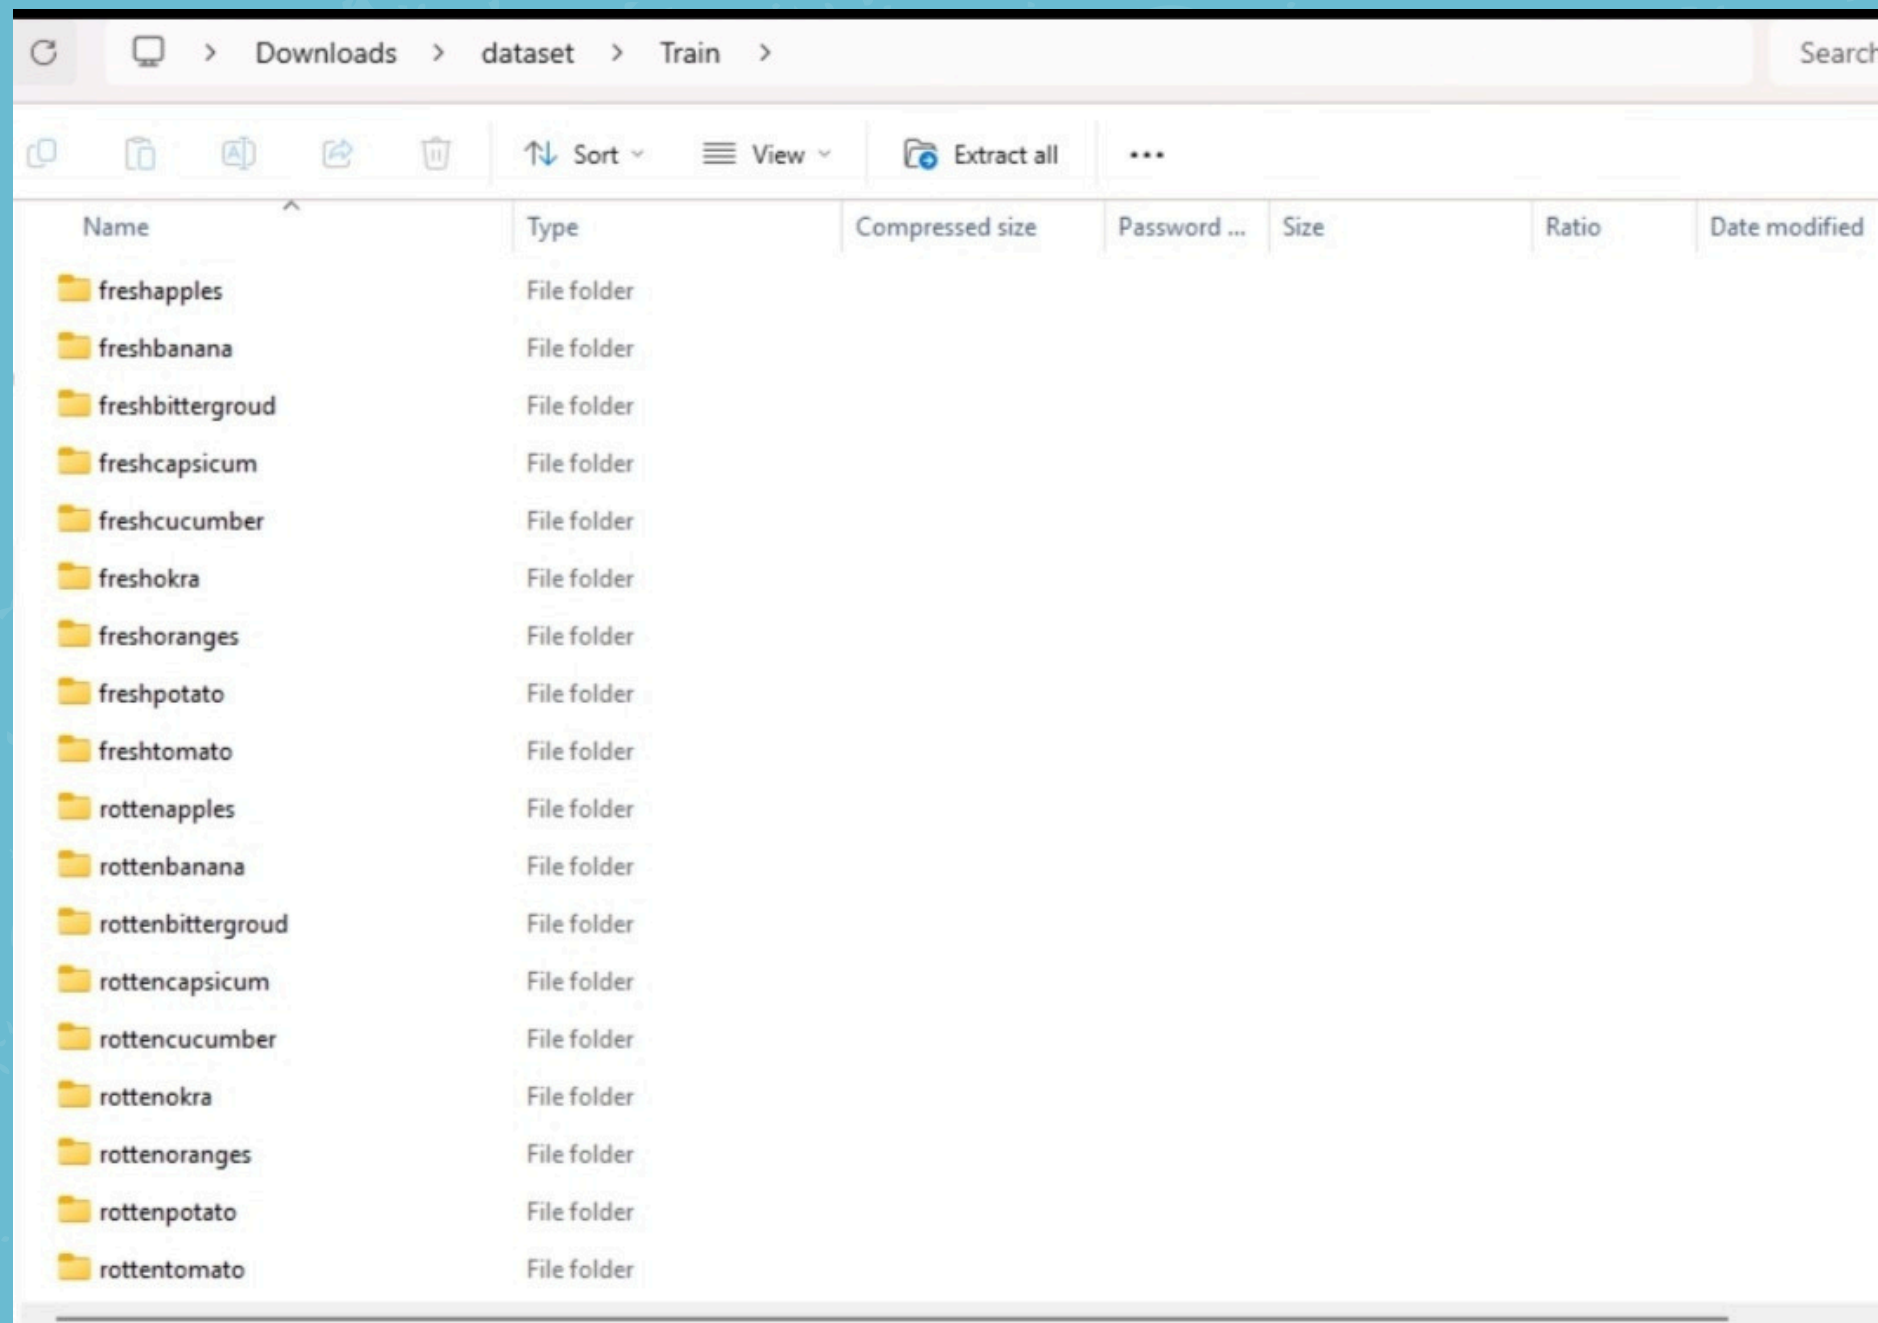 Downloads > dataset > Train >
Search
Sort View Extract all ...
Name Type Compressed size Password ... Size Ratio Date modified
freshapples File folder
freshbanana File folder
freshbittergroud File folder
freshcapsicum File folder
freshcucumber File folder
freshokra File folder
freshoranges File folder
freshpotato File folder
freshtomato File folder
rottenapples File folder
rottenbanana File folder
rottenbittergroud File folder
rottencapsicum File folder
rottencucumber File folder
rottenokra File folder
rottenoranges File folder
rottenpotato File folder
rottentomato File folder